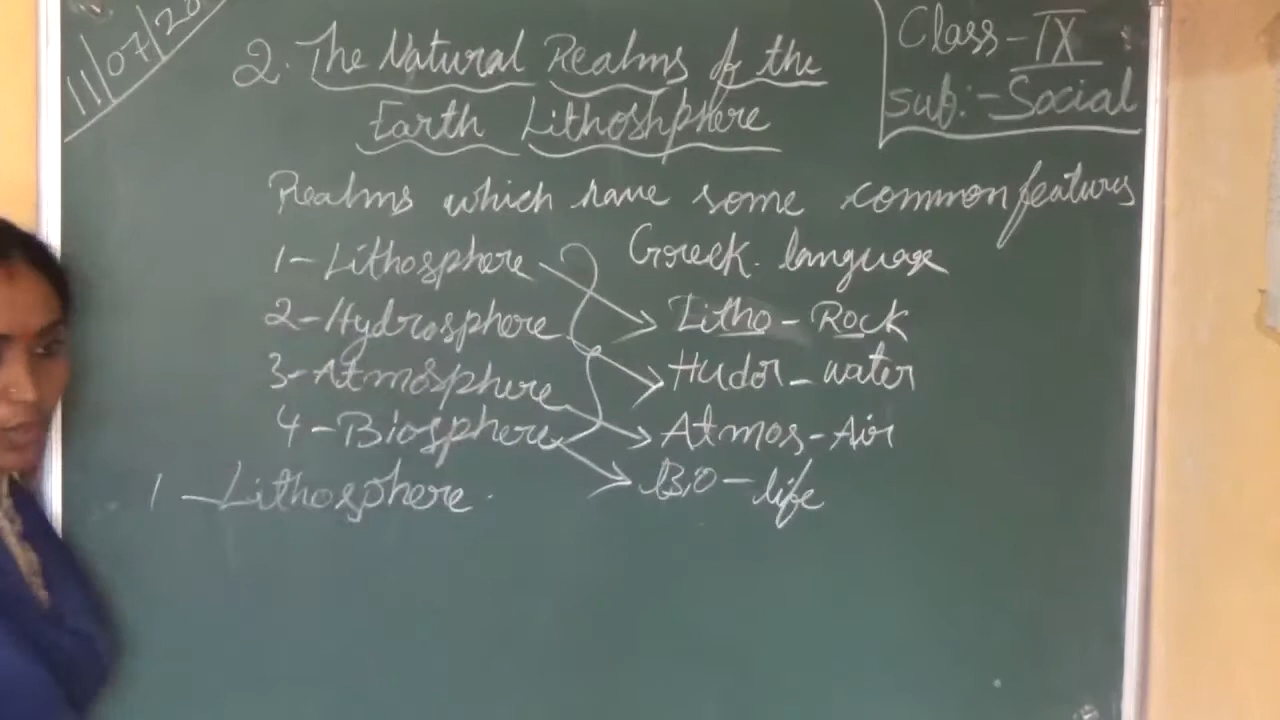 11/07/20
Class - IX
sub:- Social
2. The Natural Realms of the
Earth Lithoshphere
Realms which have some common features
1 - Lithosphere
Greek language
2 - Hydrosphere
Litho - Rock
3 - Atmosphere
Hudor - water
4 - Biosphere
Atmos - Air
1 - Lithosphere.
Bio - life